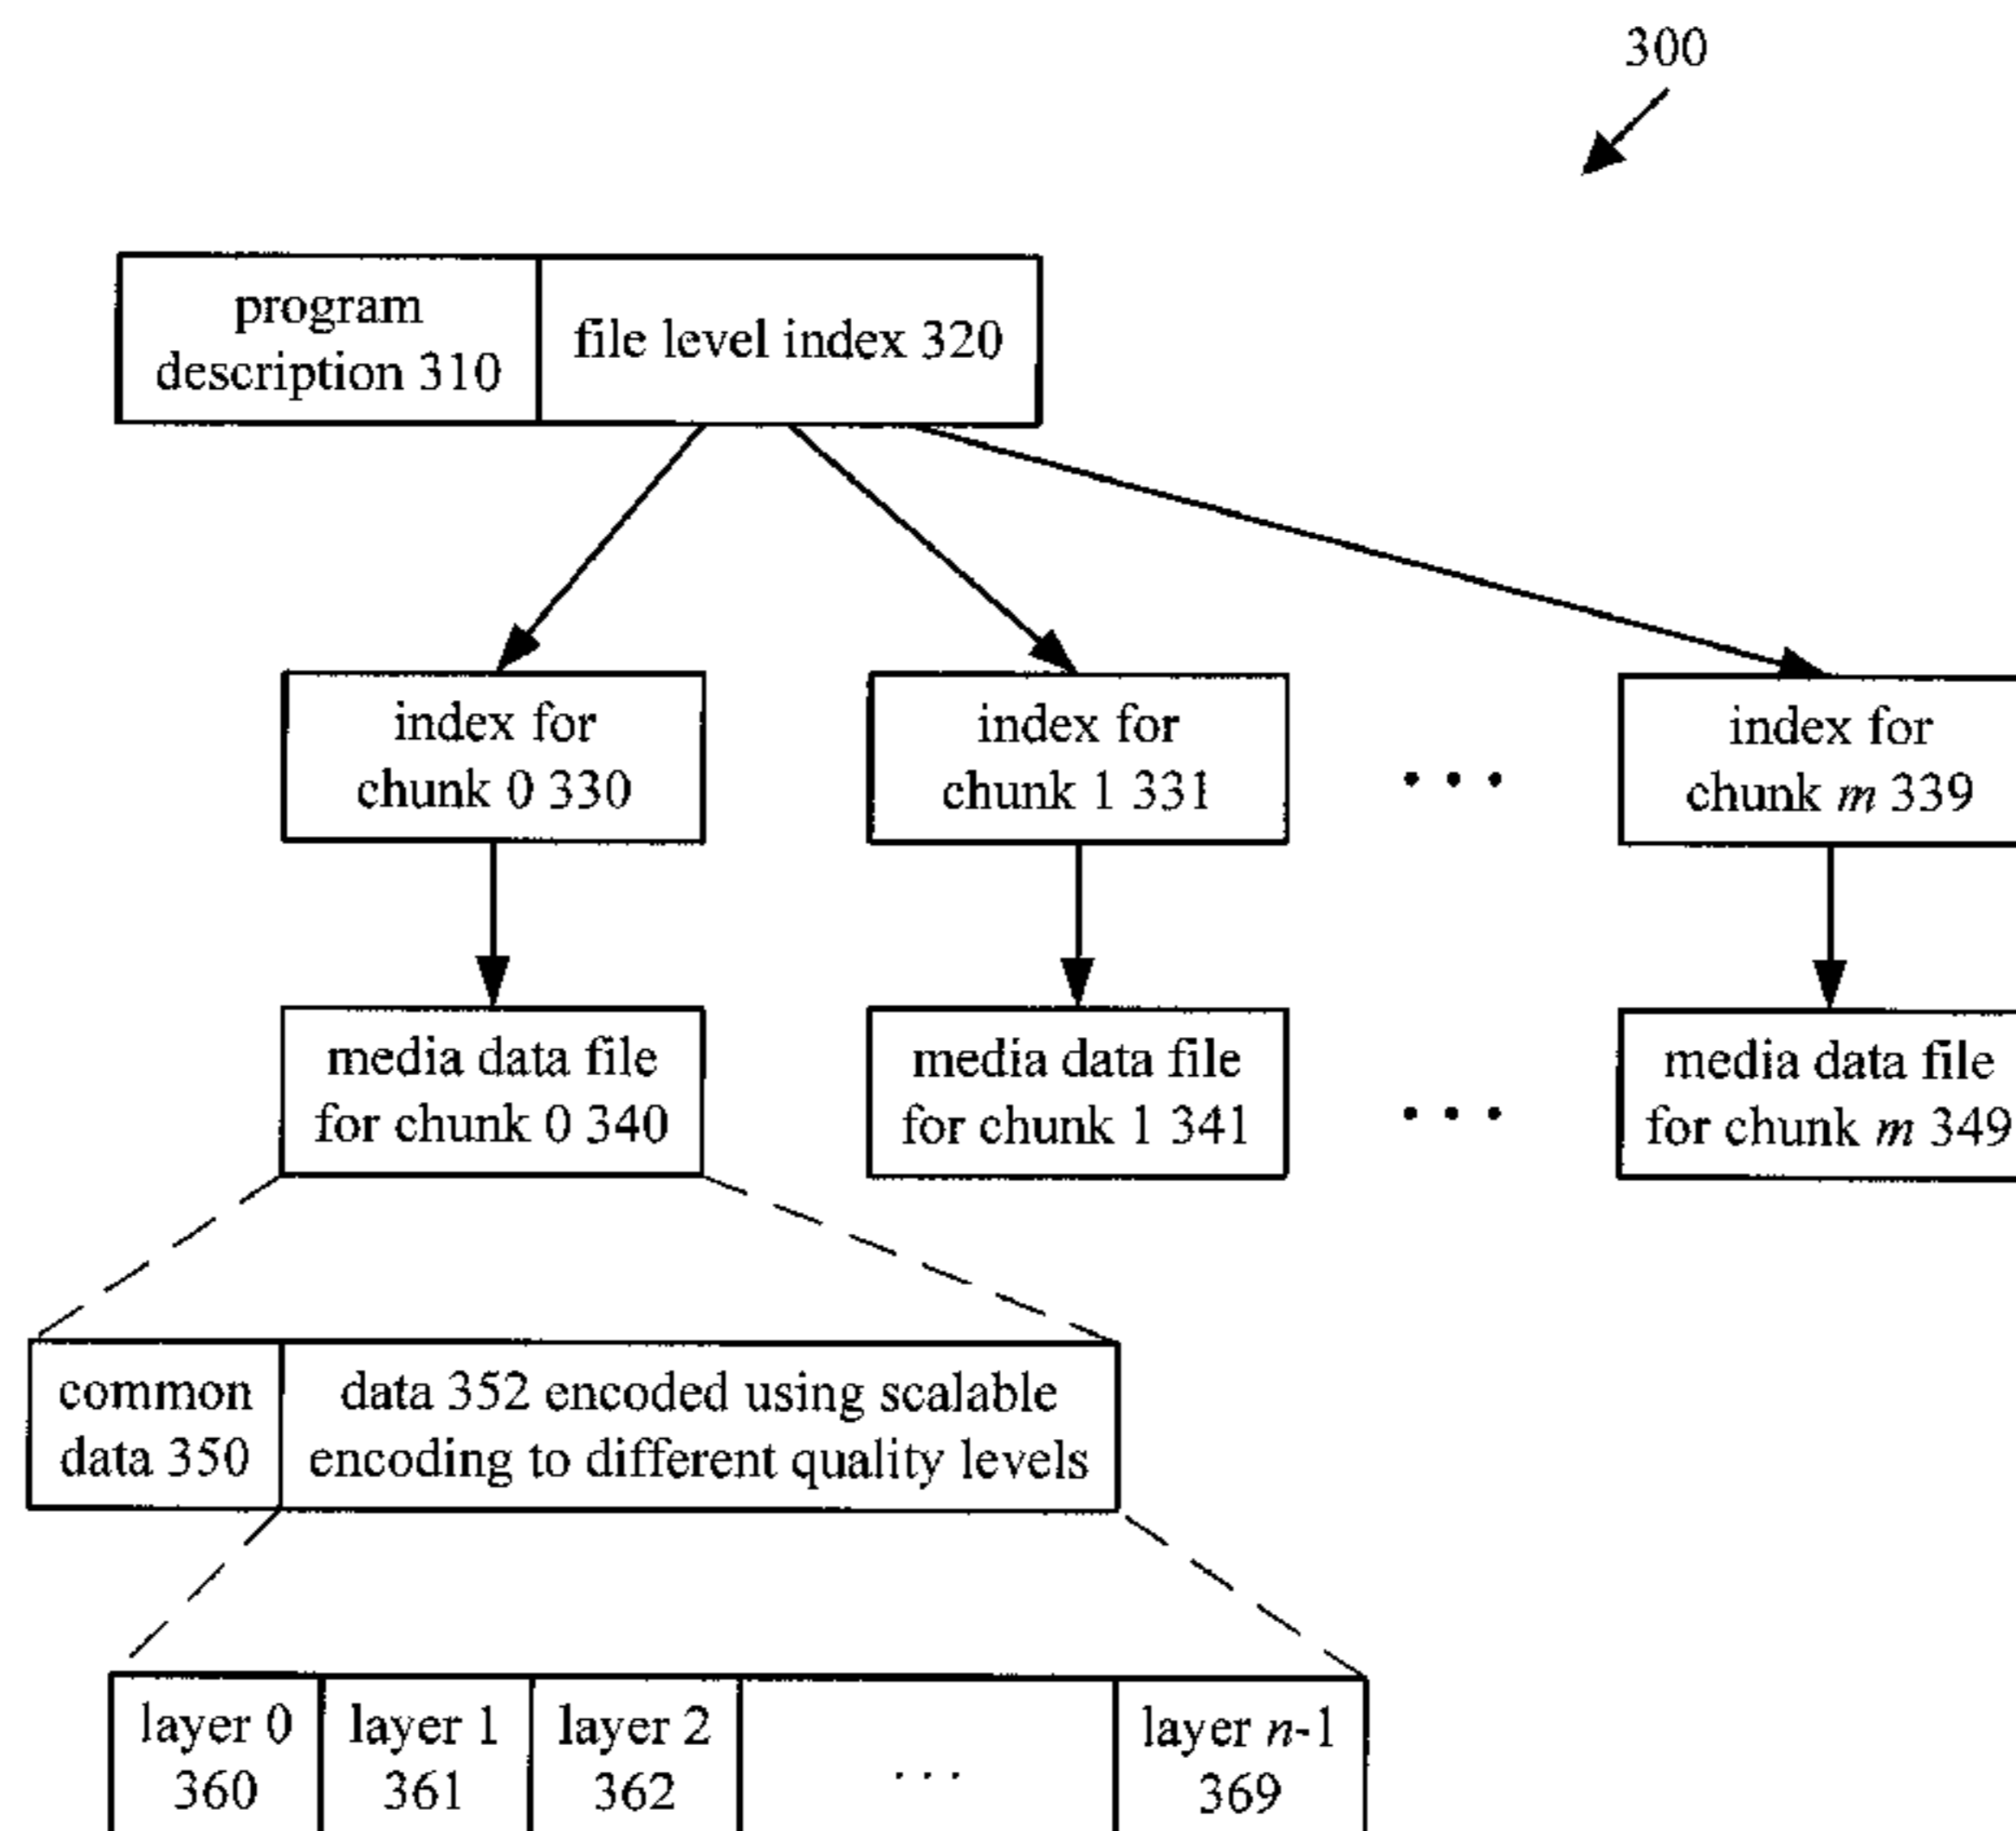 300
program
description 310
file level index 320
index for
chunk 0 330
index for
chunk 1 331
. . .
index for
chunk m 339
media data file
for chunk 0 340
media data file
for chunk 1 341
. . .
media data file
for chunk m 349
common
data 350
data 352 encoded using scalable
encoding to different quality levels
layer 0
360
layer 1
361
layer 2
362
. . .
layer n-1
369